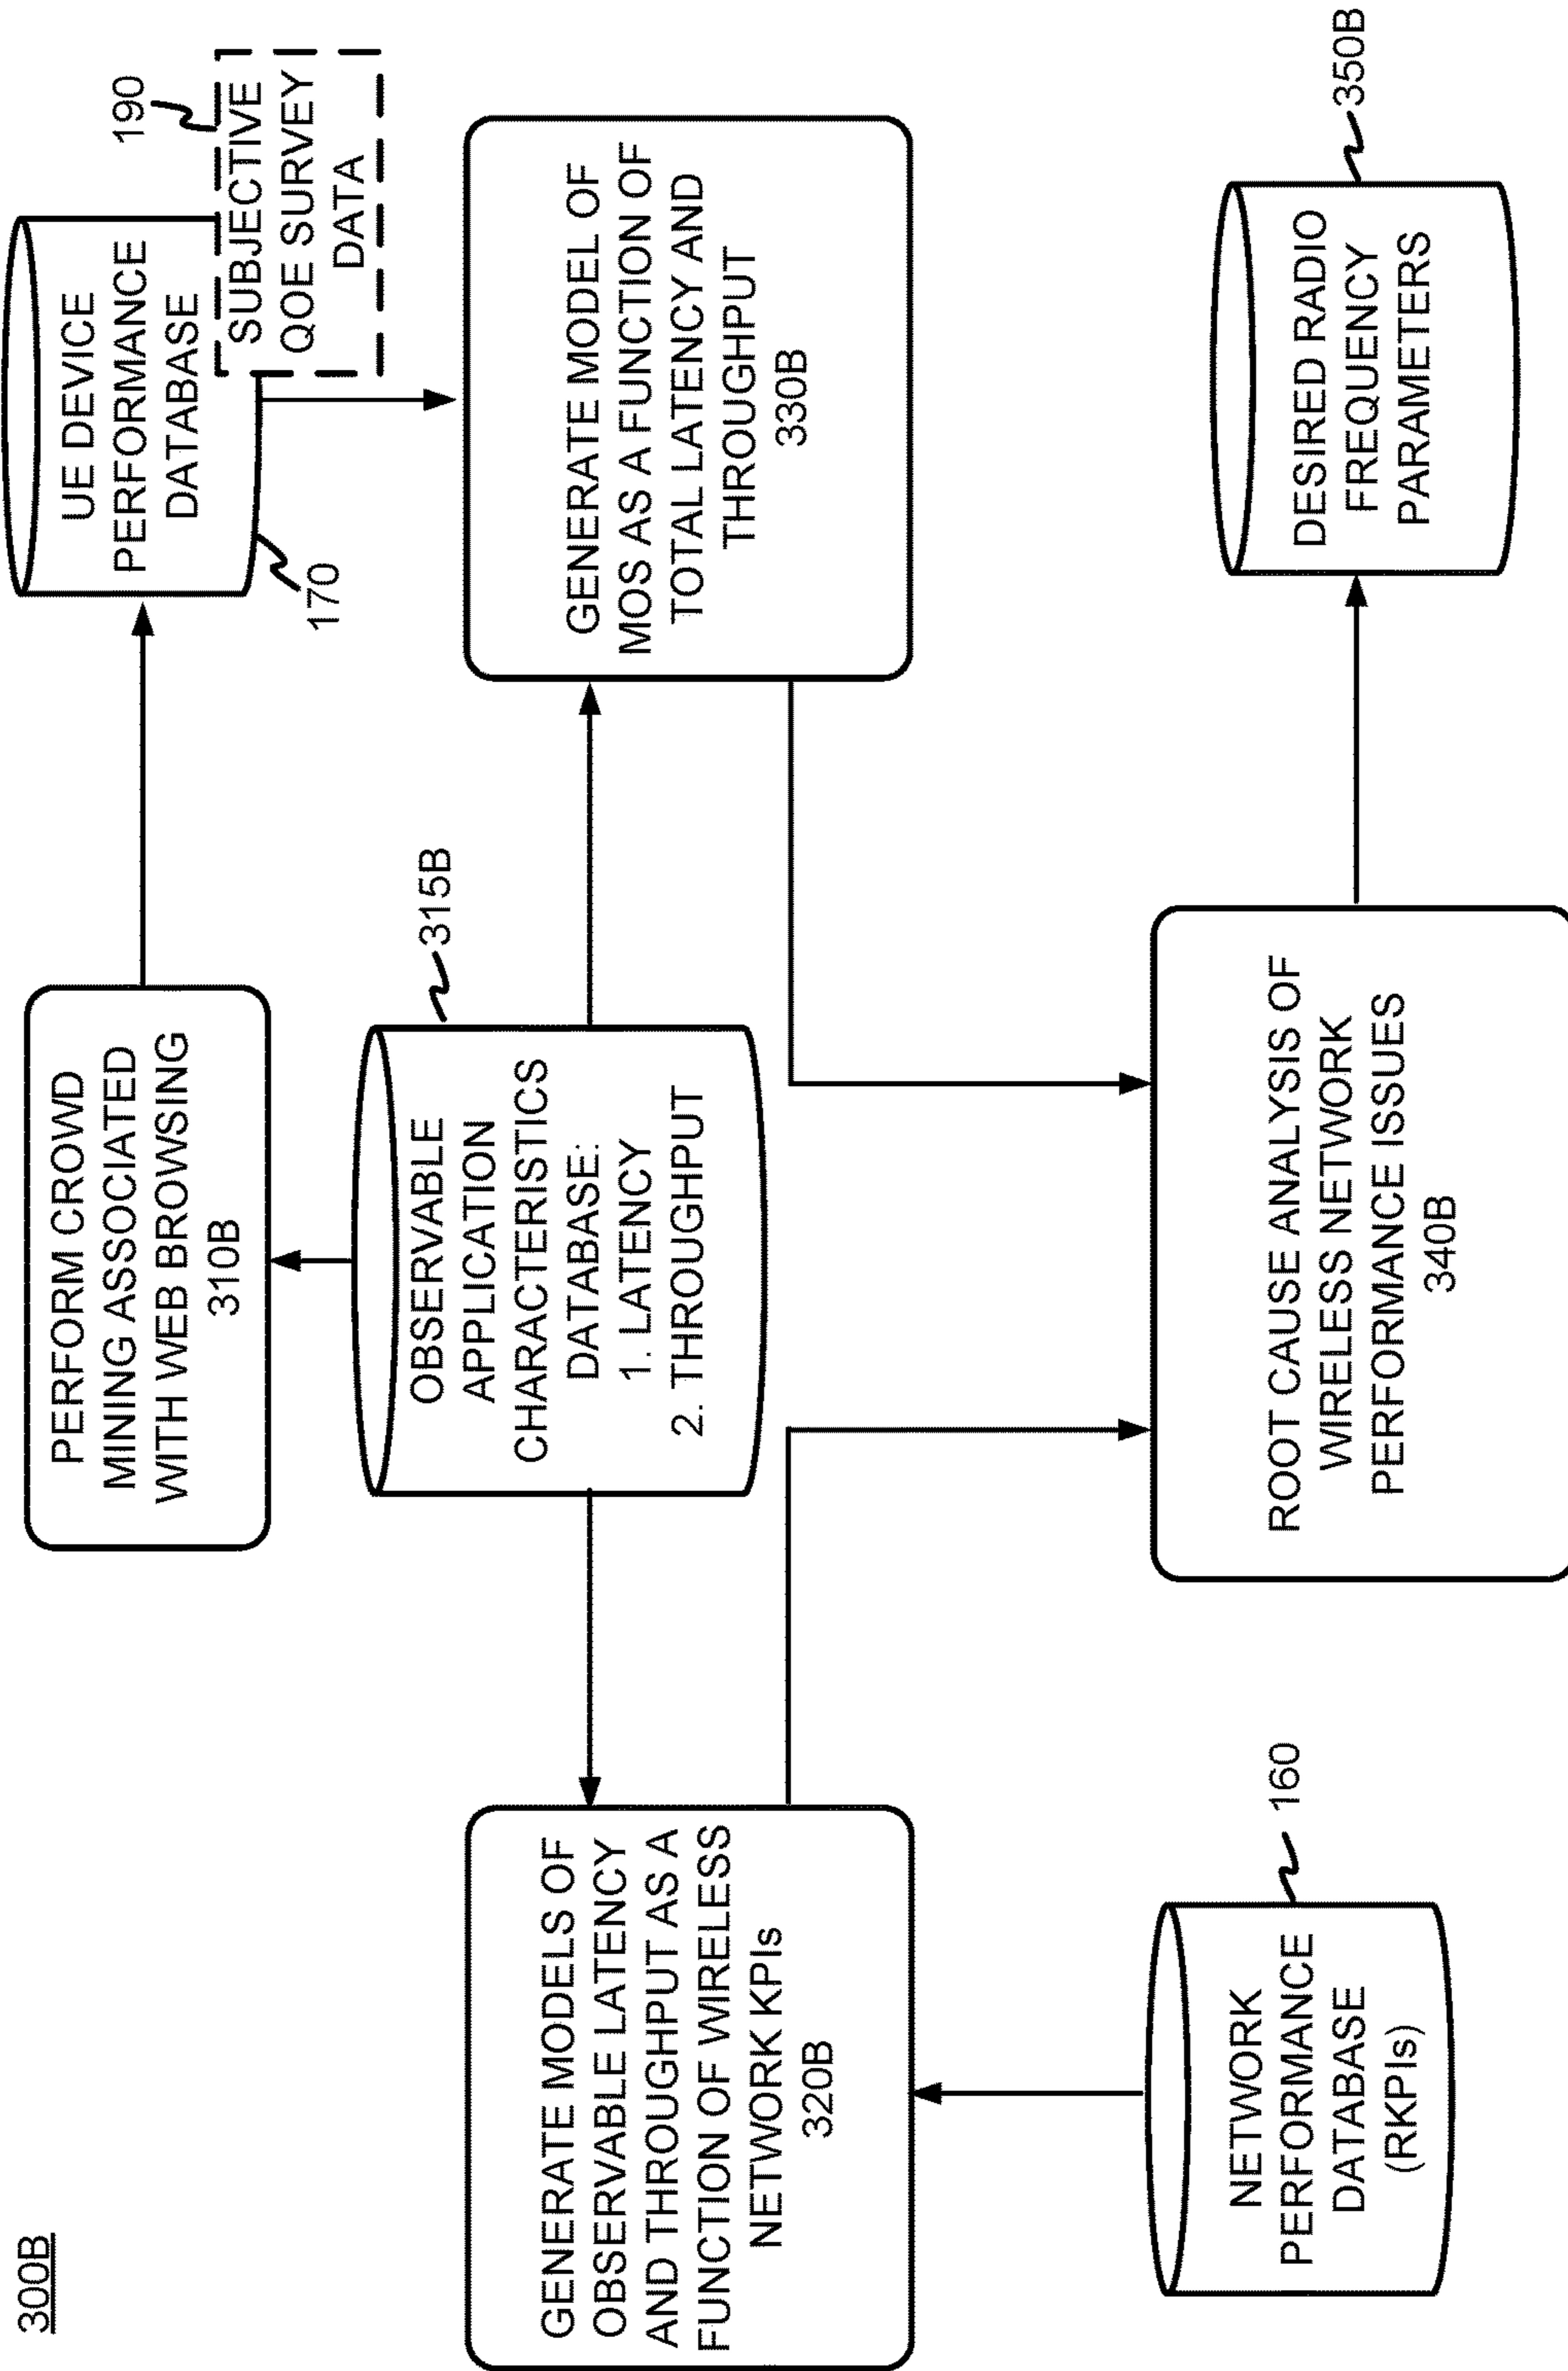 300B
PERFORM CROWD
MINING ASSOCIATED
WITH WEB BROWSING
310B
UE DEVICE
PERFORMANCE
DATABASE
170
190
SUBJECTIVE
QOE SURVEY
DATA
OBSERVABLE
APPLICATION
CHARACTERISTICS
DATABASE:
1. LATENCY
2. THROUGHPUT
315B
GENERATE MODELS OF
OBSERVABLE LATENCY
AND THROUGHPUT AS A
FUNCTION OF WIRELESS
NETWORK KPIs
320B
GENERATE MODEL OF
MOS AS A FUNCTION OF
TOTAL LATENCY AND
THROUGHPUT
330B
NETWORK
PERFORMANCE
DATABASE
(RKPIs)
160
ROOT CAUSE ANALYSIS OF
WIRELESS NETWORK
PERFORMANCE ISSUES
340B
DESIRED RADIO
FREQUENCY
PARAMETERS
350B